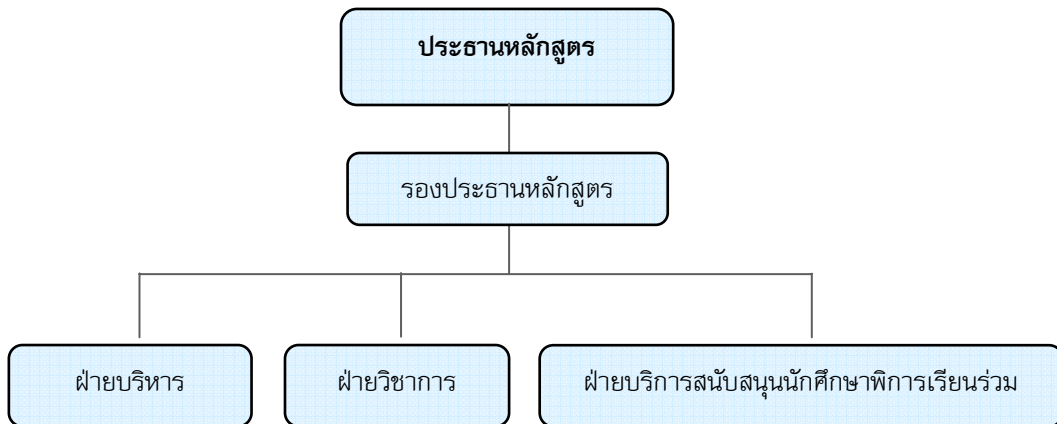 ประธานหลักสูตร
รองประธานหลักสูตร
ฝ่ายบริหาร
ฝ่ายวิชาการ
ฝ่ายบริการสนับสนุนนักศึกษาพิการเรียนร่วม